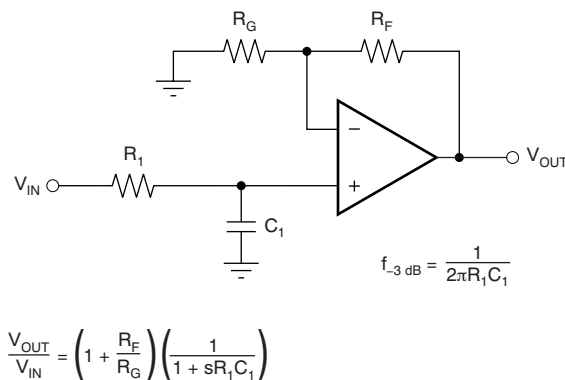 R_G
R_F
−
V_OUT
R_1
V_IN
+
C_1
f_−3 dB = 1 / 2πR_1C_1
V_OUT / V_IN = (1 + R_F / R_G)(1 / 1 + sR_1C_1)